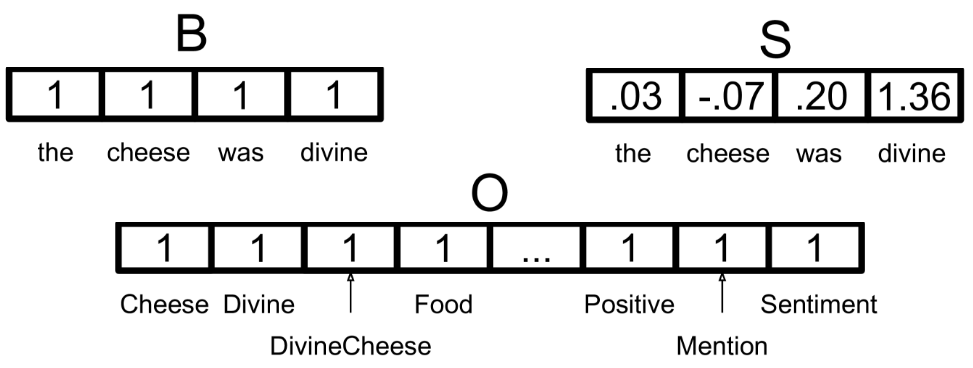 B
S
1 1 1 1
.03 -.07 .20 1.36
the cheese was divine
the cheese was divine
O
1 1 1 1 ... 1 1 1
Cheese Divine Food Positive Sentiment
DivineCheese Mention